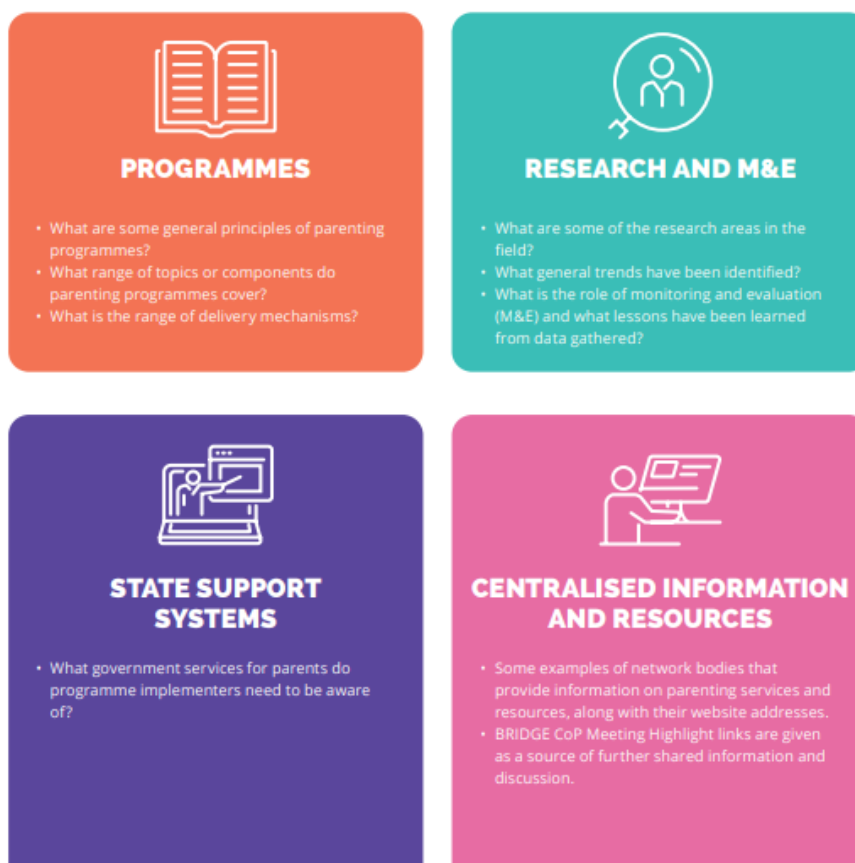 PROGRAMMES
• What are some general principles of parenting
programmes?
• What range of topics or components do
parenting programmes cover?
• What is the range of delivery mechanisms?
RESEARCH AND M&E
• What are some of the research areas in the
field?
• What general trends have been identified?
• What is the role of monitoring and evaluation
(M&E) and what lessons have been learned
from data gathered?
STATE SUPPORT
SYSTEMS
• What government services for parents do
programme implementers need to be aware
of?
CENTRALISED INFORMATION
AND RESOURCES
• Some examples of network bodies that
provide information on parenting services and
resources, along with their website addresses.
• BRIDGE CoP Meeting Highlight links are given
as a source of further shared information and
discussion.